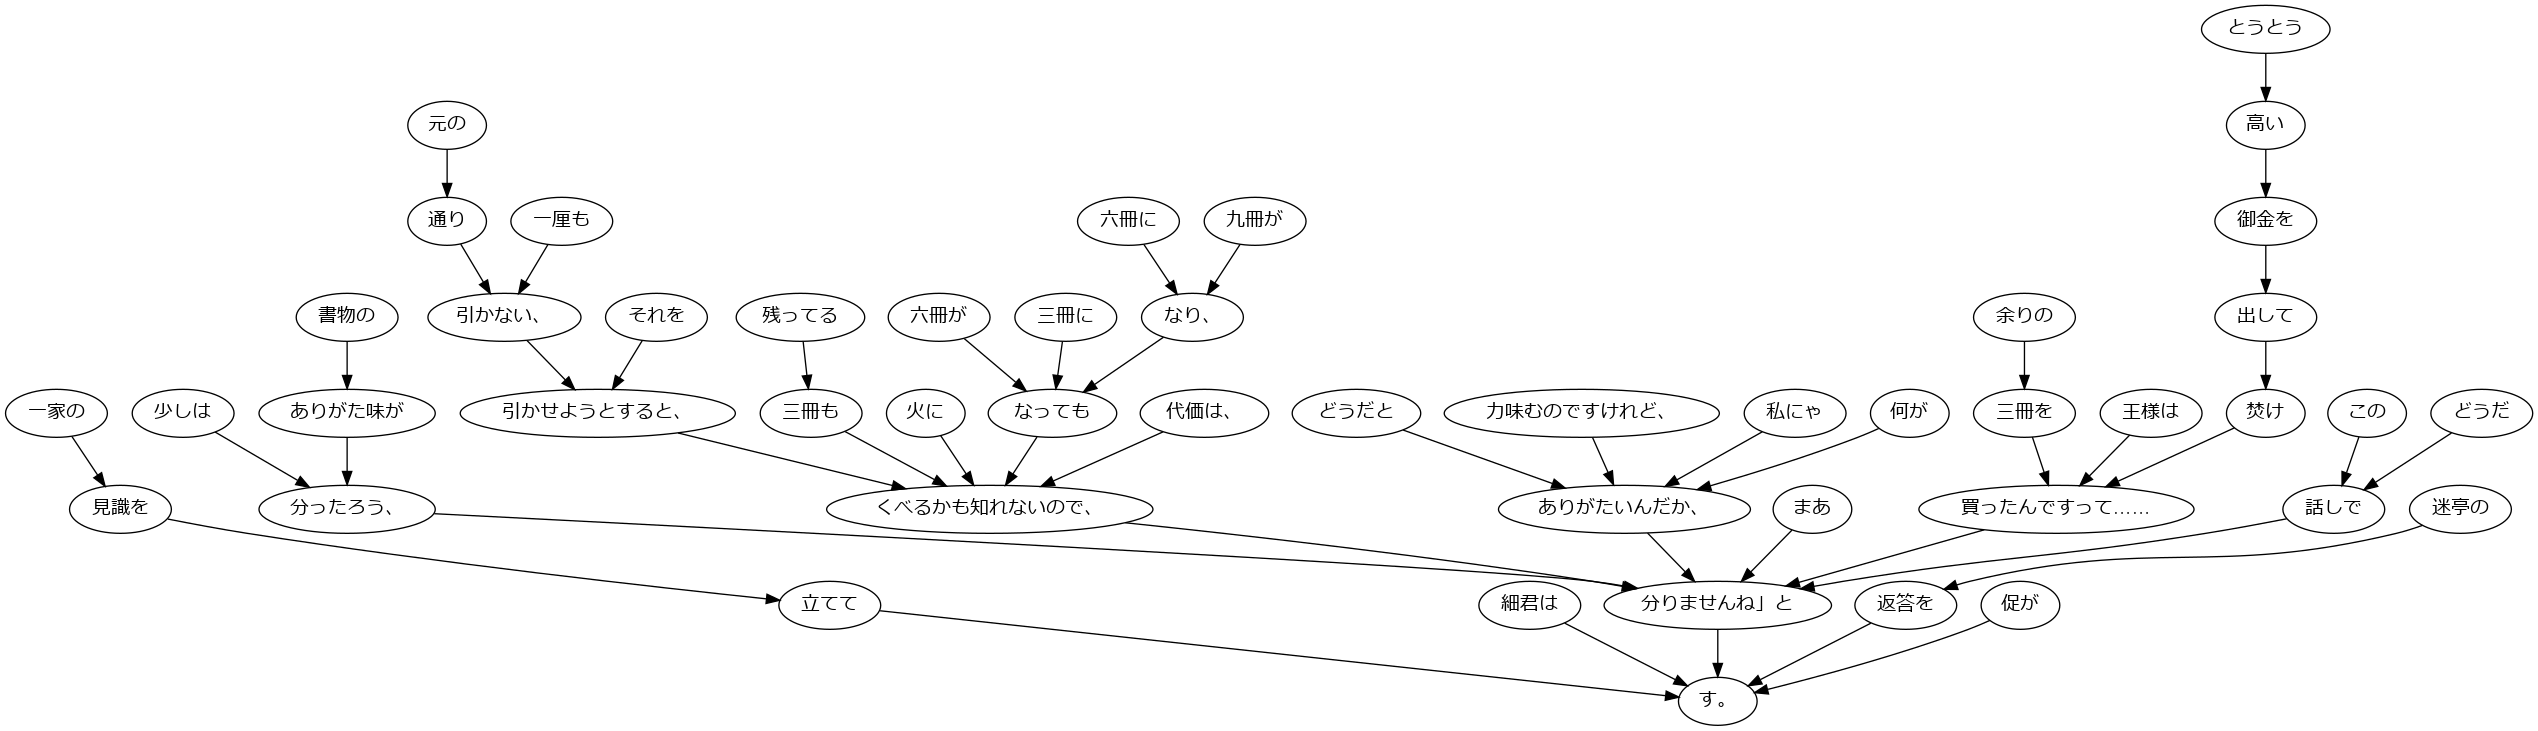 とうとう
元の
高い
通り
一厘も
六冊に
九冊が
御金を
書物の
引かない、
それを
残ってる
六冊が
三冊に
なり、
余りの
出して
一家の
少しは
ありがた味が
引かせようとすると、
三冊も
火に
なっても
代価は、
どうだと
力味むのですけれど、
私にゃ
何が
三冊を
王様は
焚け
この
どうだ
見識を
分ったろう、
くべるかも知れないので、
ありがたいんだか、
まあ
買ったんですって……
話しで
迷亭の
立てて
細君は
分りませんね」と
返答を
促が
す。